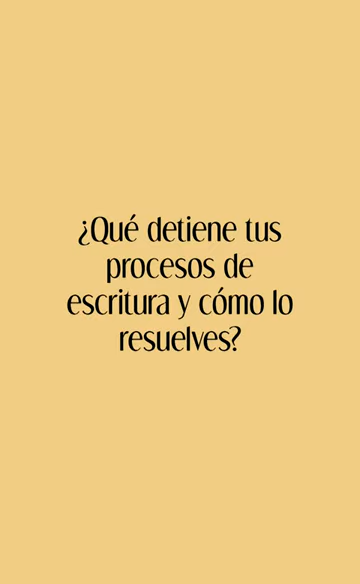 ¿Qué detiene tus
procesos de
escritura y cómo lo
resuelves?